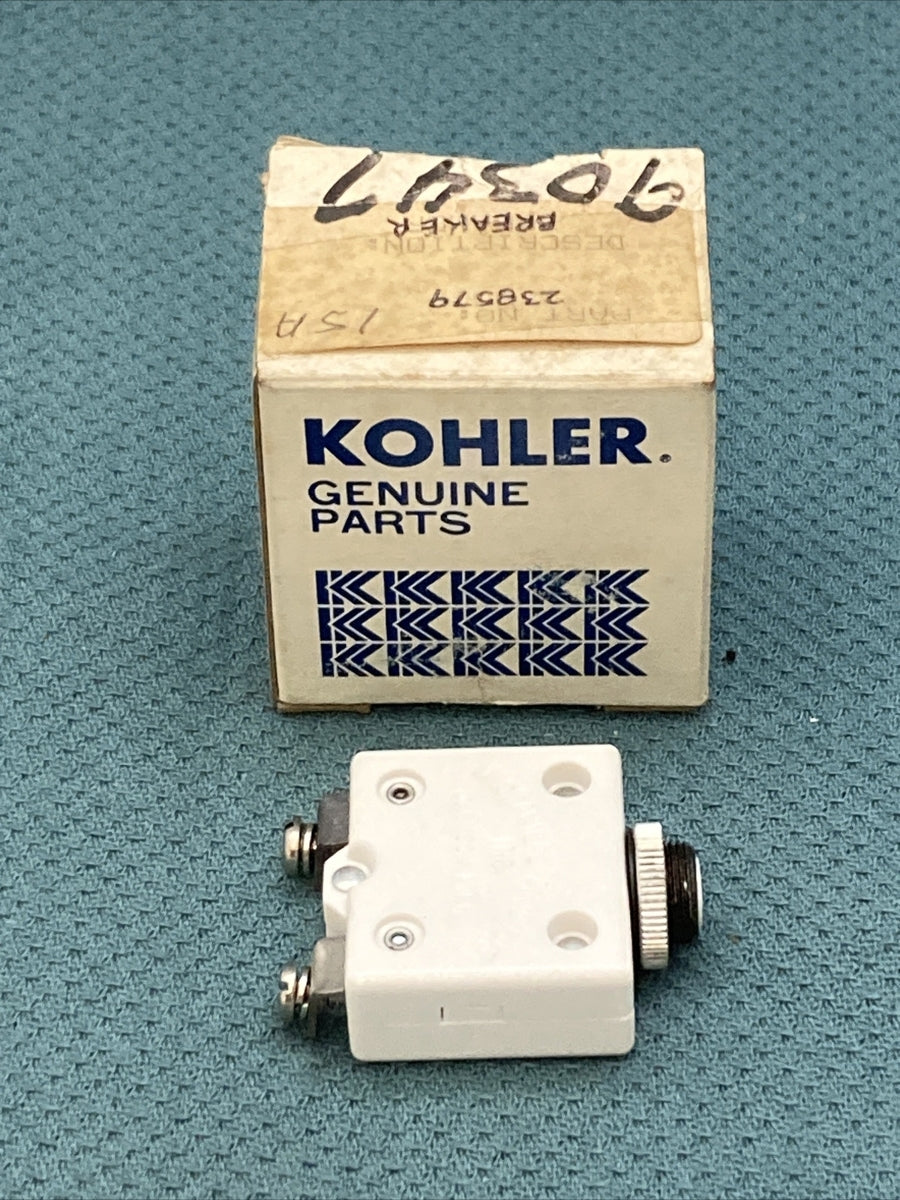 90347
DESCRIPTION:
BREAKER
PART NO:
238579
15A
KOHLER®
GENUINE
PARTS